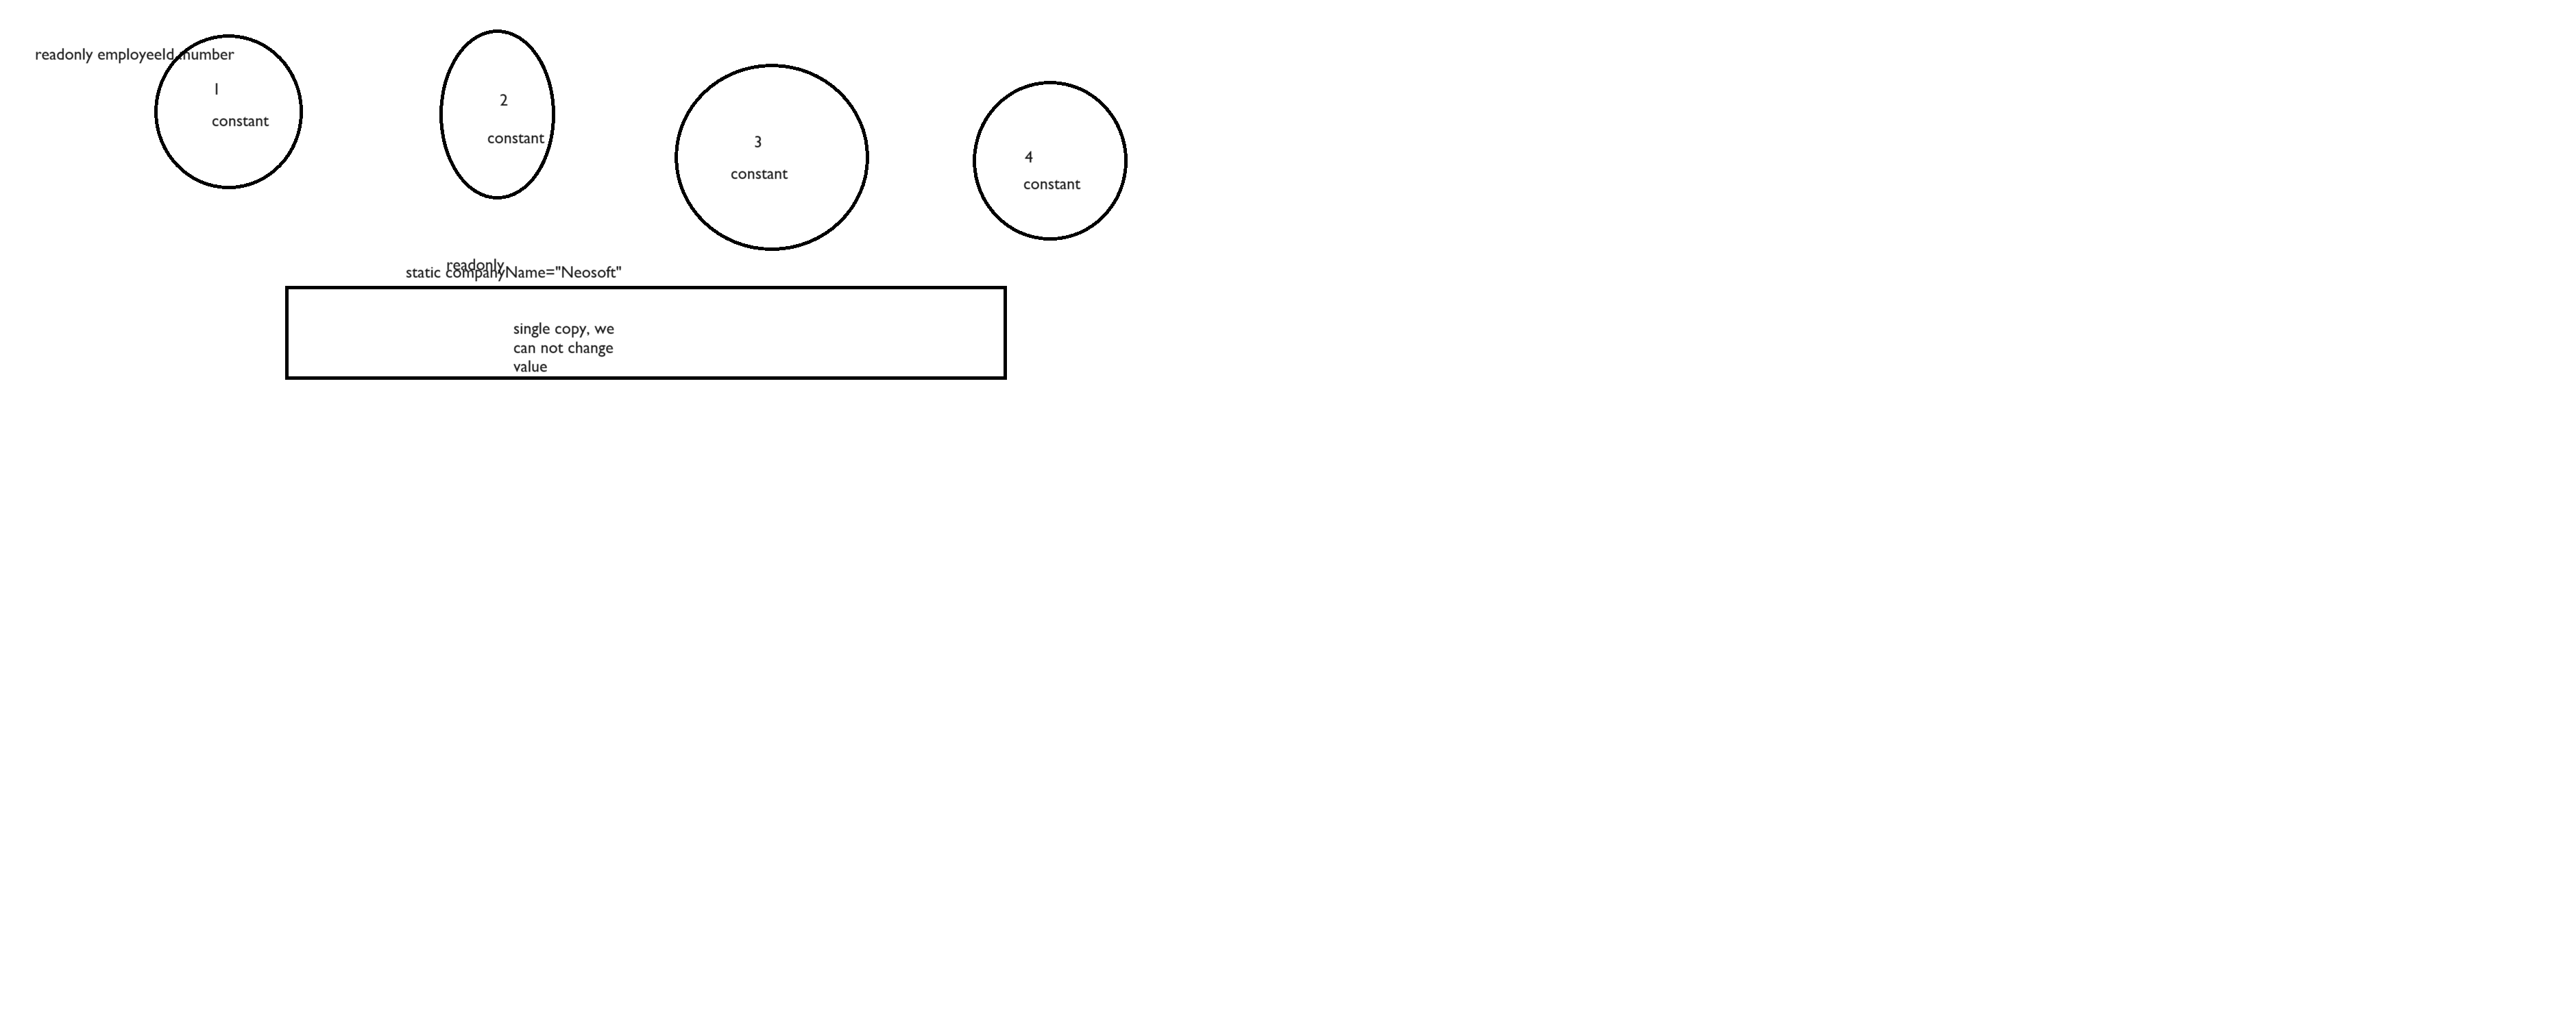 readonly employeeId number
1
constant
2
constant
3
constant
4
constant
readonly
static companyName="Neosoft"
single copy, we
can not change
value